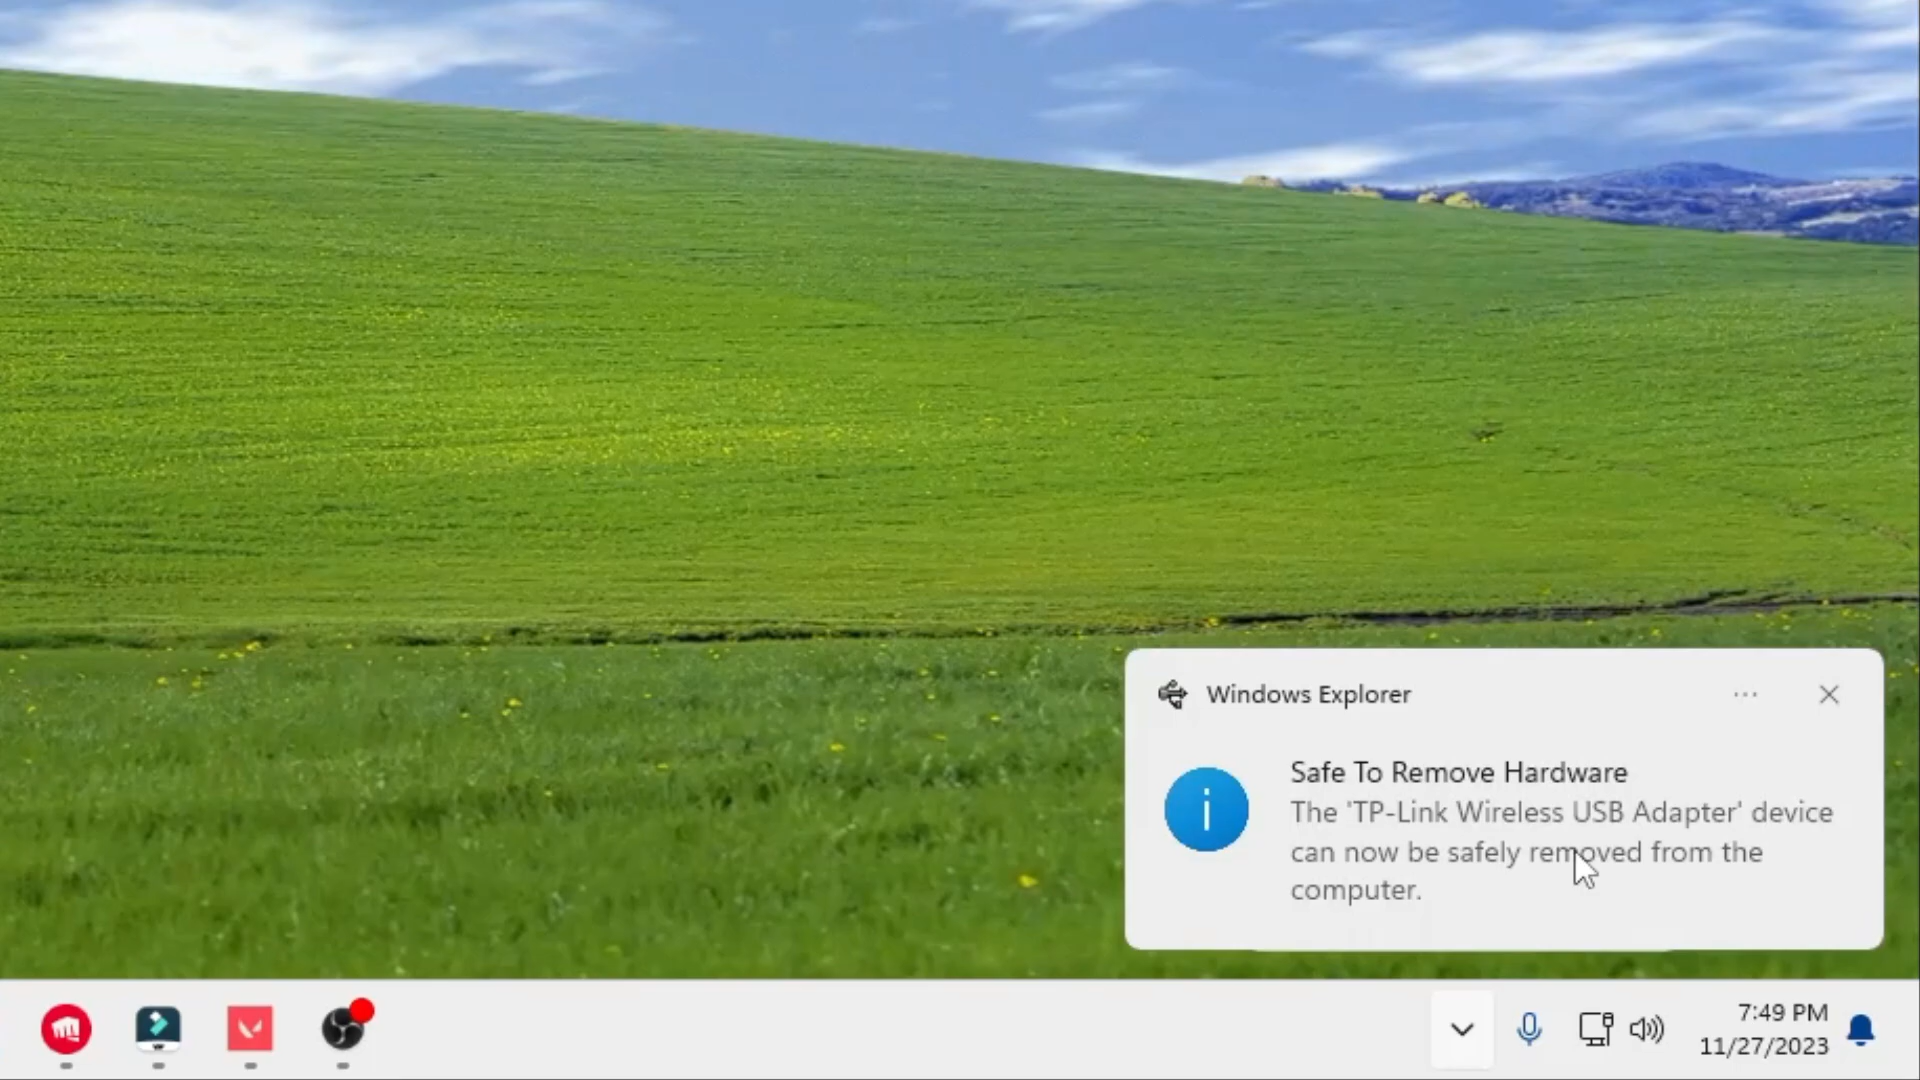 Windows Explorer
Safe To Remove Hardware
The 'TP-Link Wireless USB Adapter' device
can now be safely removed from the
computer.
7:49 PM
11/27/2023